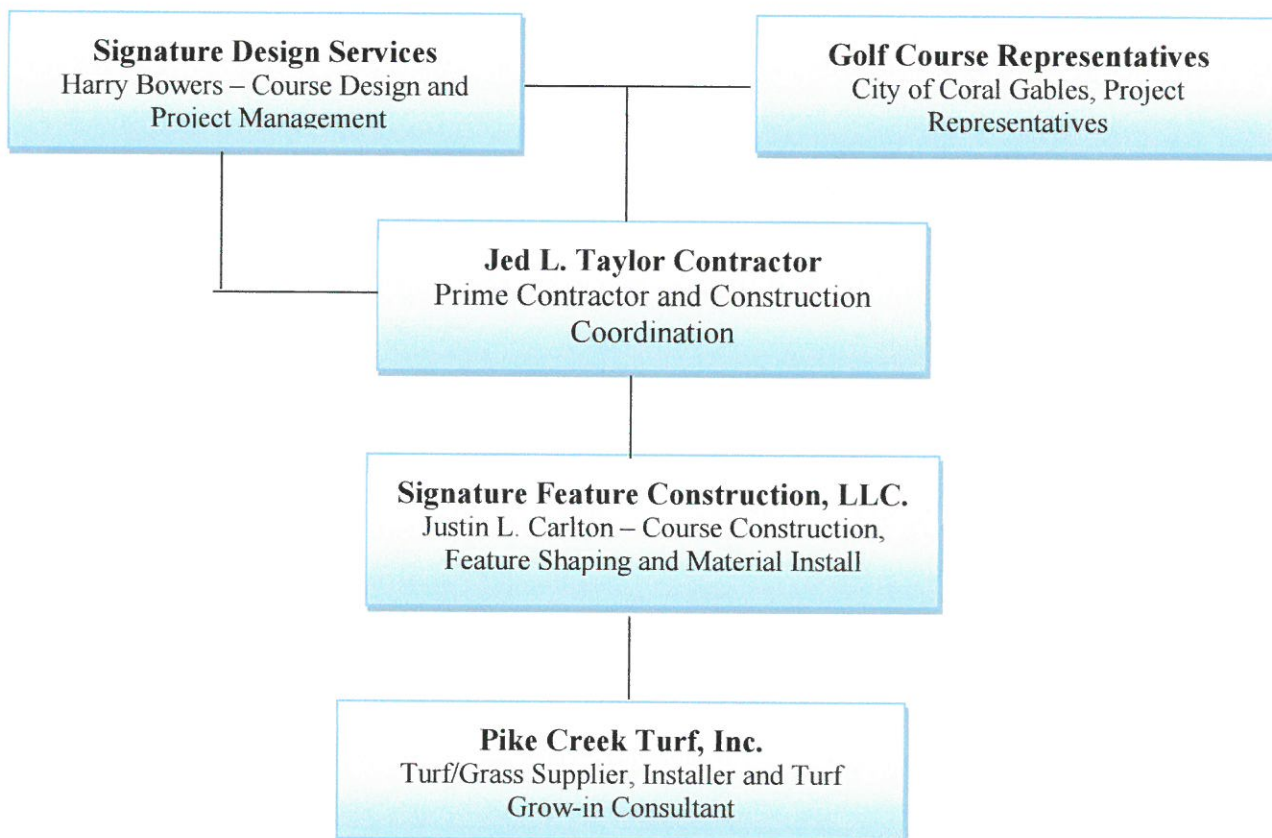 Signature Design Services
Harry Bowers – Course Design and
Project Management
Golf Course Representatives
City of Coral Gables, Project
Representatives
Jed L. Taylor Contractor
Prime Contractor and Construction
Coordination
Signature Feature Construction, LLC.
Justin L. Carlton – Course Construction,
Feature Shaping and Material Install
Pike Creek Turf, Inc.
Turf/Grass Supplier, Installer and Turf
Grow-in Consultant